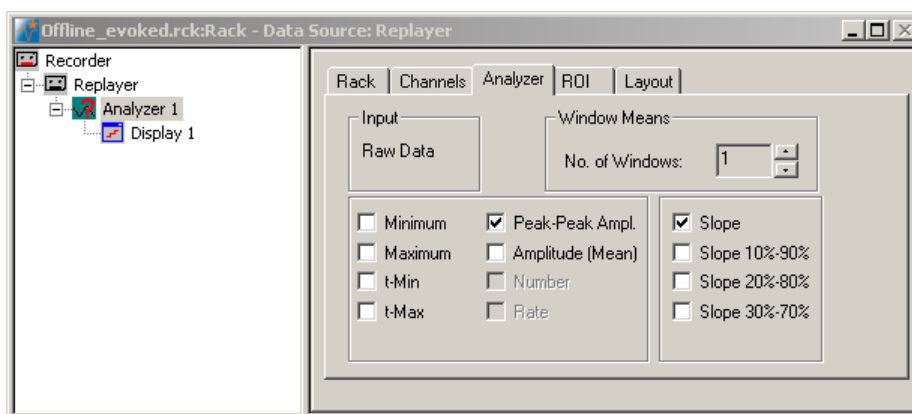 Offline_evoked.rck:Rack - Data Source: Replayer
Recorder
Replayer
Analyzer 1
Display 1
Rack Channels Analyzer ROI Layout
Input
Raw Data
Window Means
No. of Windows: 1
Minimum Peak-Peak Ampl. Slope
Maximum Amplitude (Mean) Slope 10%-90%
t-Min Number Slope 20%-80%
t-Max Rate Slope 30%-70%